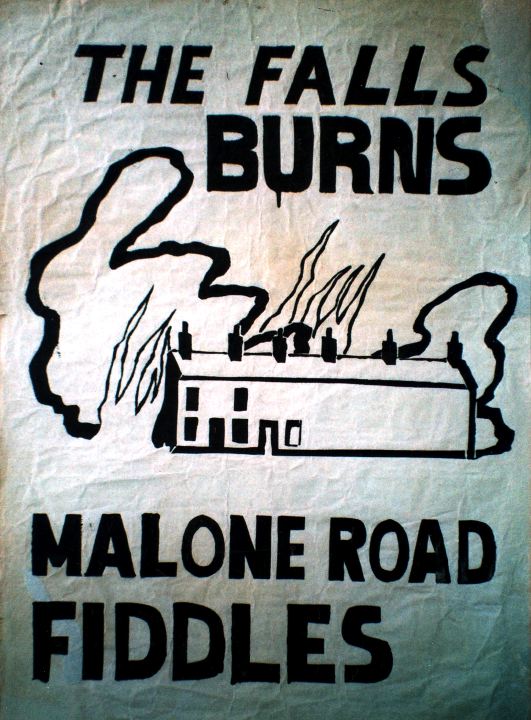 THE FALLS
BURNS
MALONE ROAD
FIDDLES